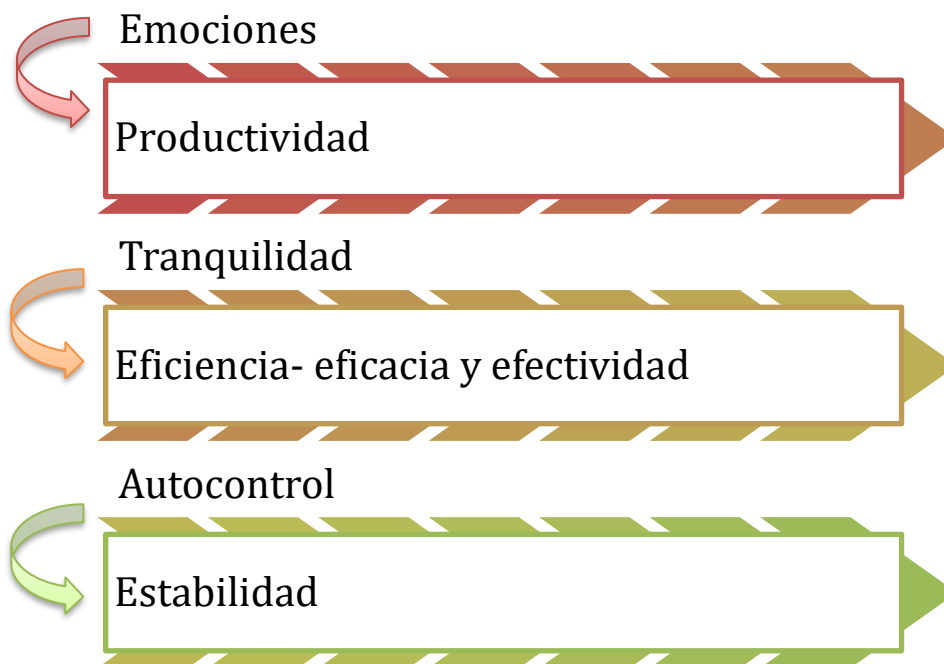 Emociones
Productividad
Tranquilidad
Eficiencia- eficacia y efectividad
Autocontrol
Estabilidad